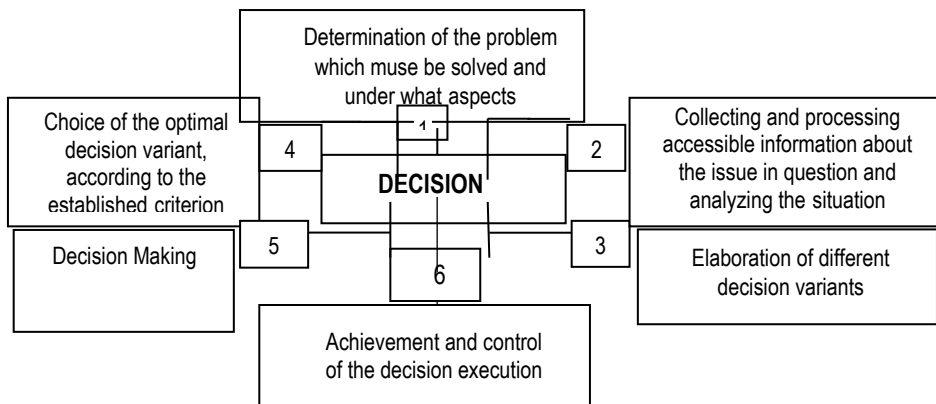 Determination of the problem
which muse be solved and
under what aspects
1
Choice of the optimal
decision variant,
according to the
established criterion
4
2
Collecting and processing
accessible information about
the issue in question and
analyzing the situation
DECISION
Decision Making
5
3
Elaboration of different
decision variants
6
Achievement and control
of the decision execution